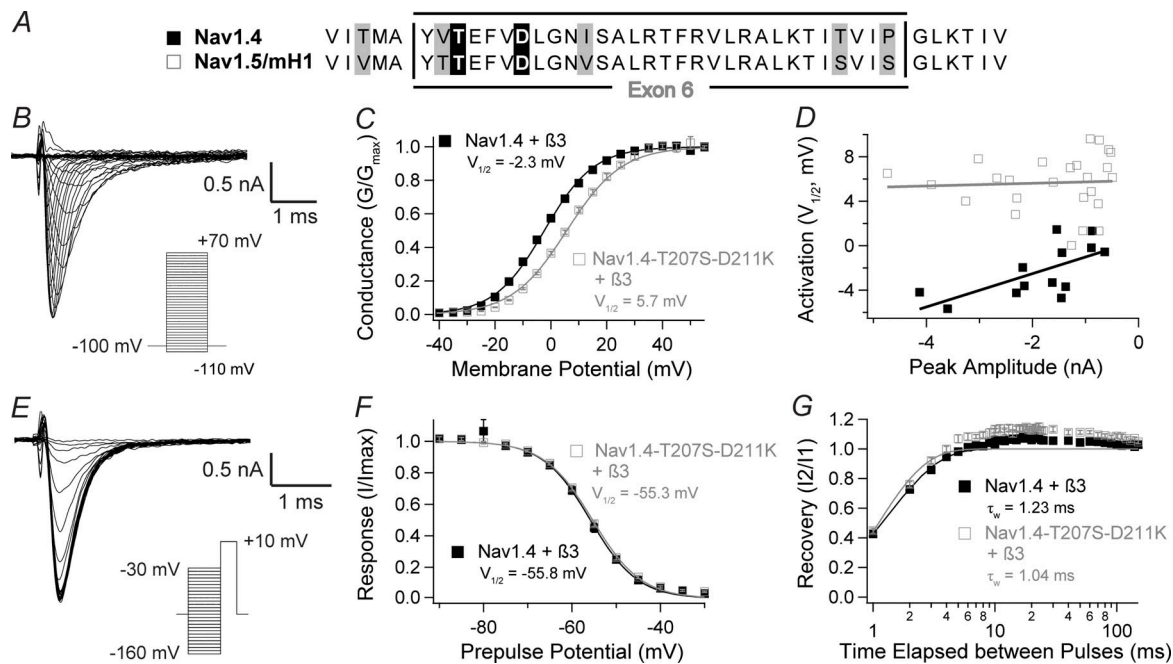 A
Nav1.4 VITMA YVTEFVDLGNISALRTFRVLRALKTITVIP GLKTIV
Nav1.5/mH1 VIVMA YTTEFVDLGNVSALRTFRVLRALKTISVIS GLKTIV
Exon 6
B
0.5 nA
1 ms
+70 mV
-100 mV
-110 mV
C
Conductance (G/Gmax)
1.0
0.8
0.6
0.4
0.2
0.0
Nav1.4 + ß3
V1/2 = -2.3 mV
Nav1.4-T207S-D211K
+ ß3
V1/2 = 5.7 mV
-40 -20 0 20 40
Membrane Potential (mV)
D
Activation (V1/2, mV)
8
4
0
-4
-4 -2 0
Peak Amplitude (nA)
E
0.5 nA
1 ms
+10 mV
-30 mV
-160 mV
F
Response (I/Imax)
1.0
0.8
0.6
0.4
0.2
0.0
Nav1.4-T207S-D211K
+ ß3
V1/2 = -55.3 mV
Nav1.4 + ß3
V1/2 = -55.8 mV
-80 -60 -40
Prepulse Potential (mV)
G
Recovery (I2/I1)
1.2
1.0
0.8
0.6
0.4
0.2
0.0
Nav1.4 + ß3
τw = 1.23 ms
Nav1.4-T207S-D211K
+ ß3
τw = 1.04 ms
1 2 4 6 8 10 2 4 6 8 100
Time Elapsed between Pulses (ms)